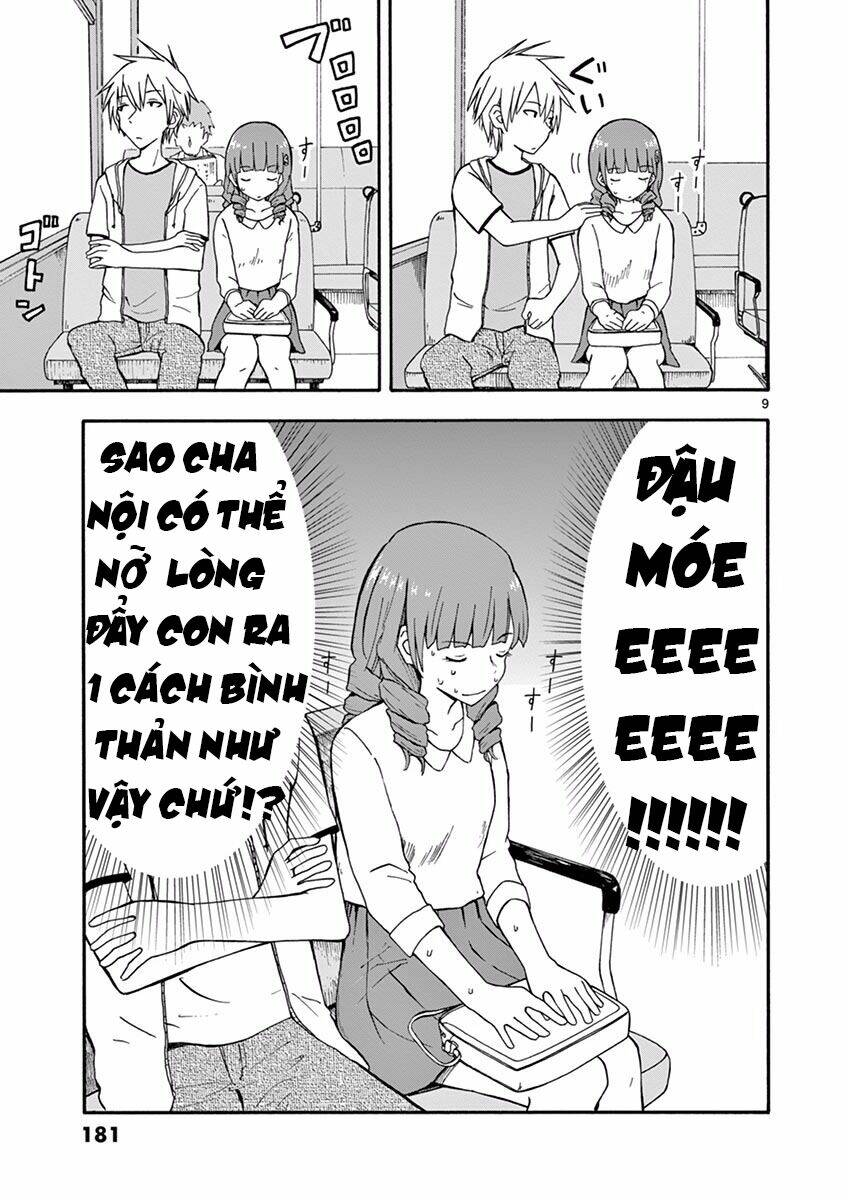 ぐい
すー
すー
ブロロロロ…
すー
すー
ゴトン
9
ĐẬU
MÓE
EEEE
EEEE
!!!!!!
SAO CHA
NỘI CÓ THỂ
NỠ LÒNG
ĐẨY CON RA
1 CÁCH BÌNH
THẢN NHƯ
VẬY CHỨ!?
すー
すー
181